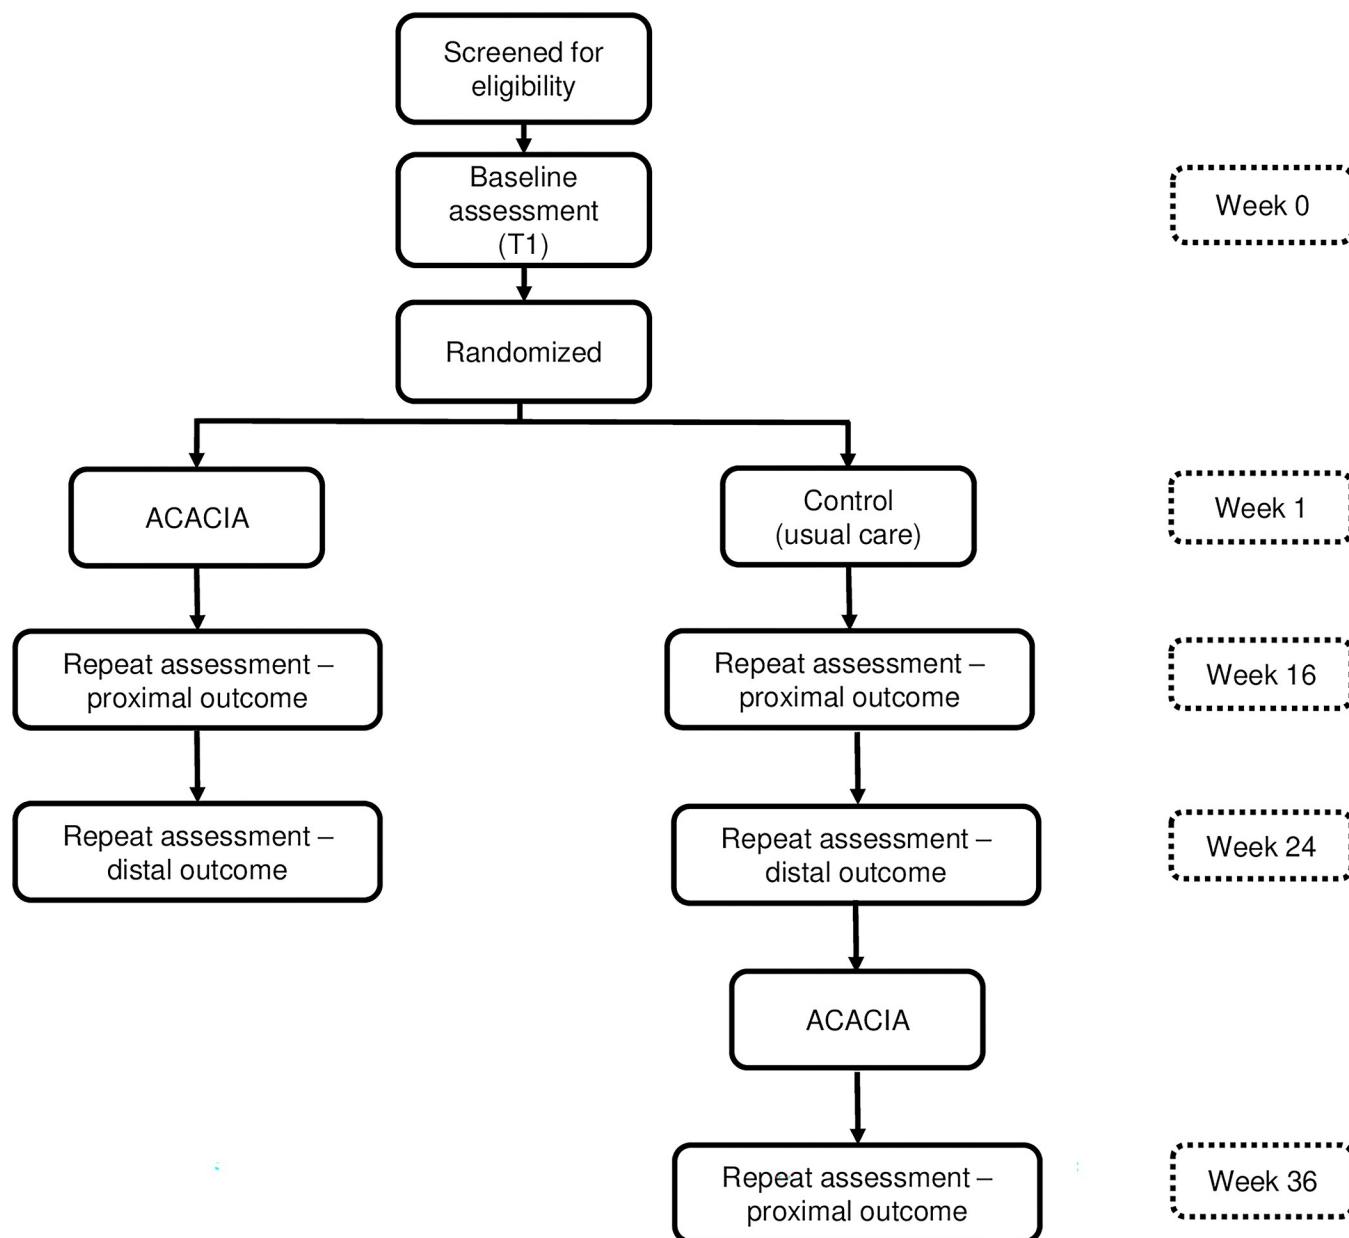 Screened for
eligibility
Baseline
assessment
(T1)
Week 0
Randomized
ACACIA
Control
(usual care)
Week 1
Repeat assessment –
proximal outcome
Repeat assessment –
proximal outcome
Week 16
Repeat assessment –
distal outcome
Repeat assessment –
distal outcome
Week 24
ACACIA
Repeat assessment –
proximal outcome
Week 36